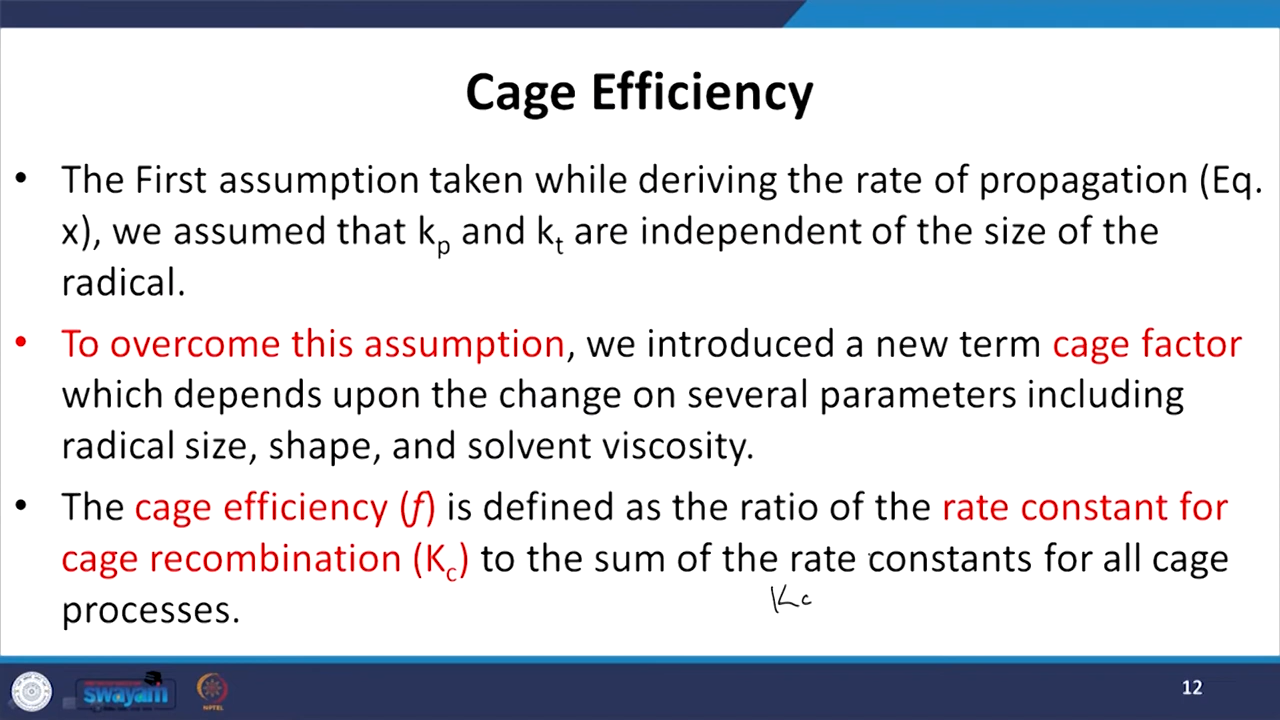 Cage Efficiency
• The First assumption taken while deriving the rate of propagation (Eq.
x), we assumed that kp and kt are independent of the size of the
radical.
• To overcome this assumption, we introduced a new term cage factor
which depends upon the change on several parameters including
radical size, shape, and solvent viscosity.
• The cage efficiency (f) is defined as the ratio of the rate constant for
cage recombination (Kc) to the sum of the rate constants for all cage
processes.
Kc
swayam
NPTEL
12